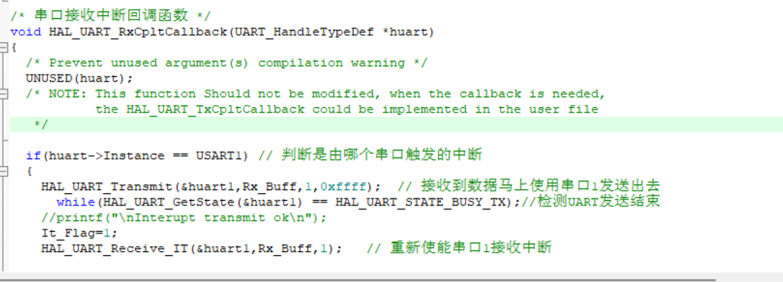 /* 串口接收中断回调函数 */
void HAL_UART_RxCpltCallback(UART_HandleTypeDef *huart)
{
/* Prevent unused argument(s) compilation warning */
UNUSED(huart);
/* NOTE: This function Should not be modified, when the callback is needed,
the HAL_UART_TxCpltCallback could be implemented in the user file
*/
if(huart->Instance == USART1) // 判断是由哪个串口触发的中断
{
HAL_UART_Transmit(&huart1,Rx_Buff,1,0xffff); // 接收到数据马上使用串口1发送出去
while(HAL_UART_GetState(&huart1) == HAL_UART_STATE_BUSY_TX);//检测UART发送结束
//printf("\nInterupt transmit ok\n");
It_Flag=1;
HAL_UART_Receive_IT(&huart1,Rx_Buff,1); // 重新使能串口1接收中断